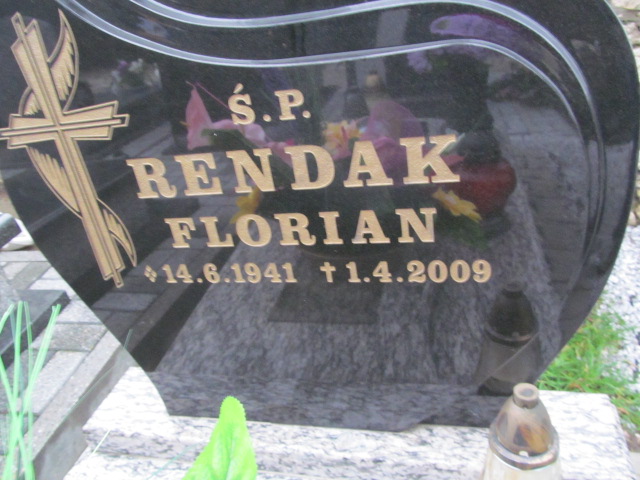 Ś.P.
RENDAK
FLORIAN
✤14.6.1941 †1.4.2009